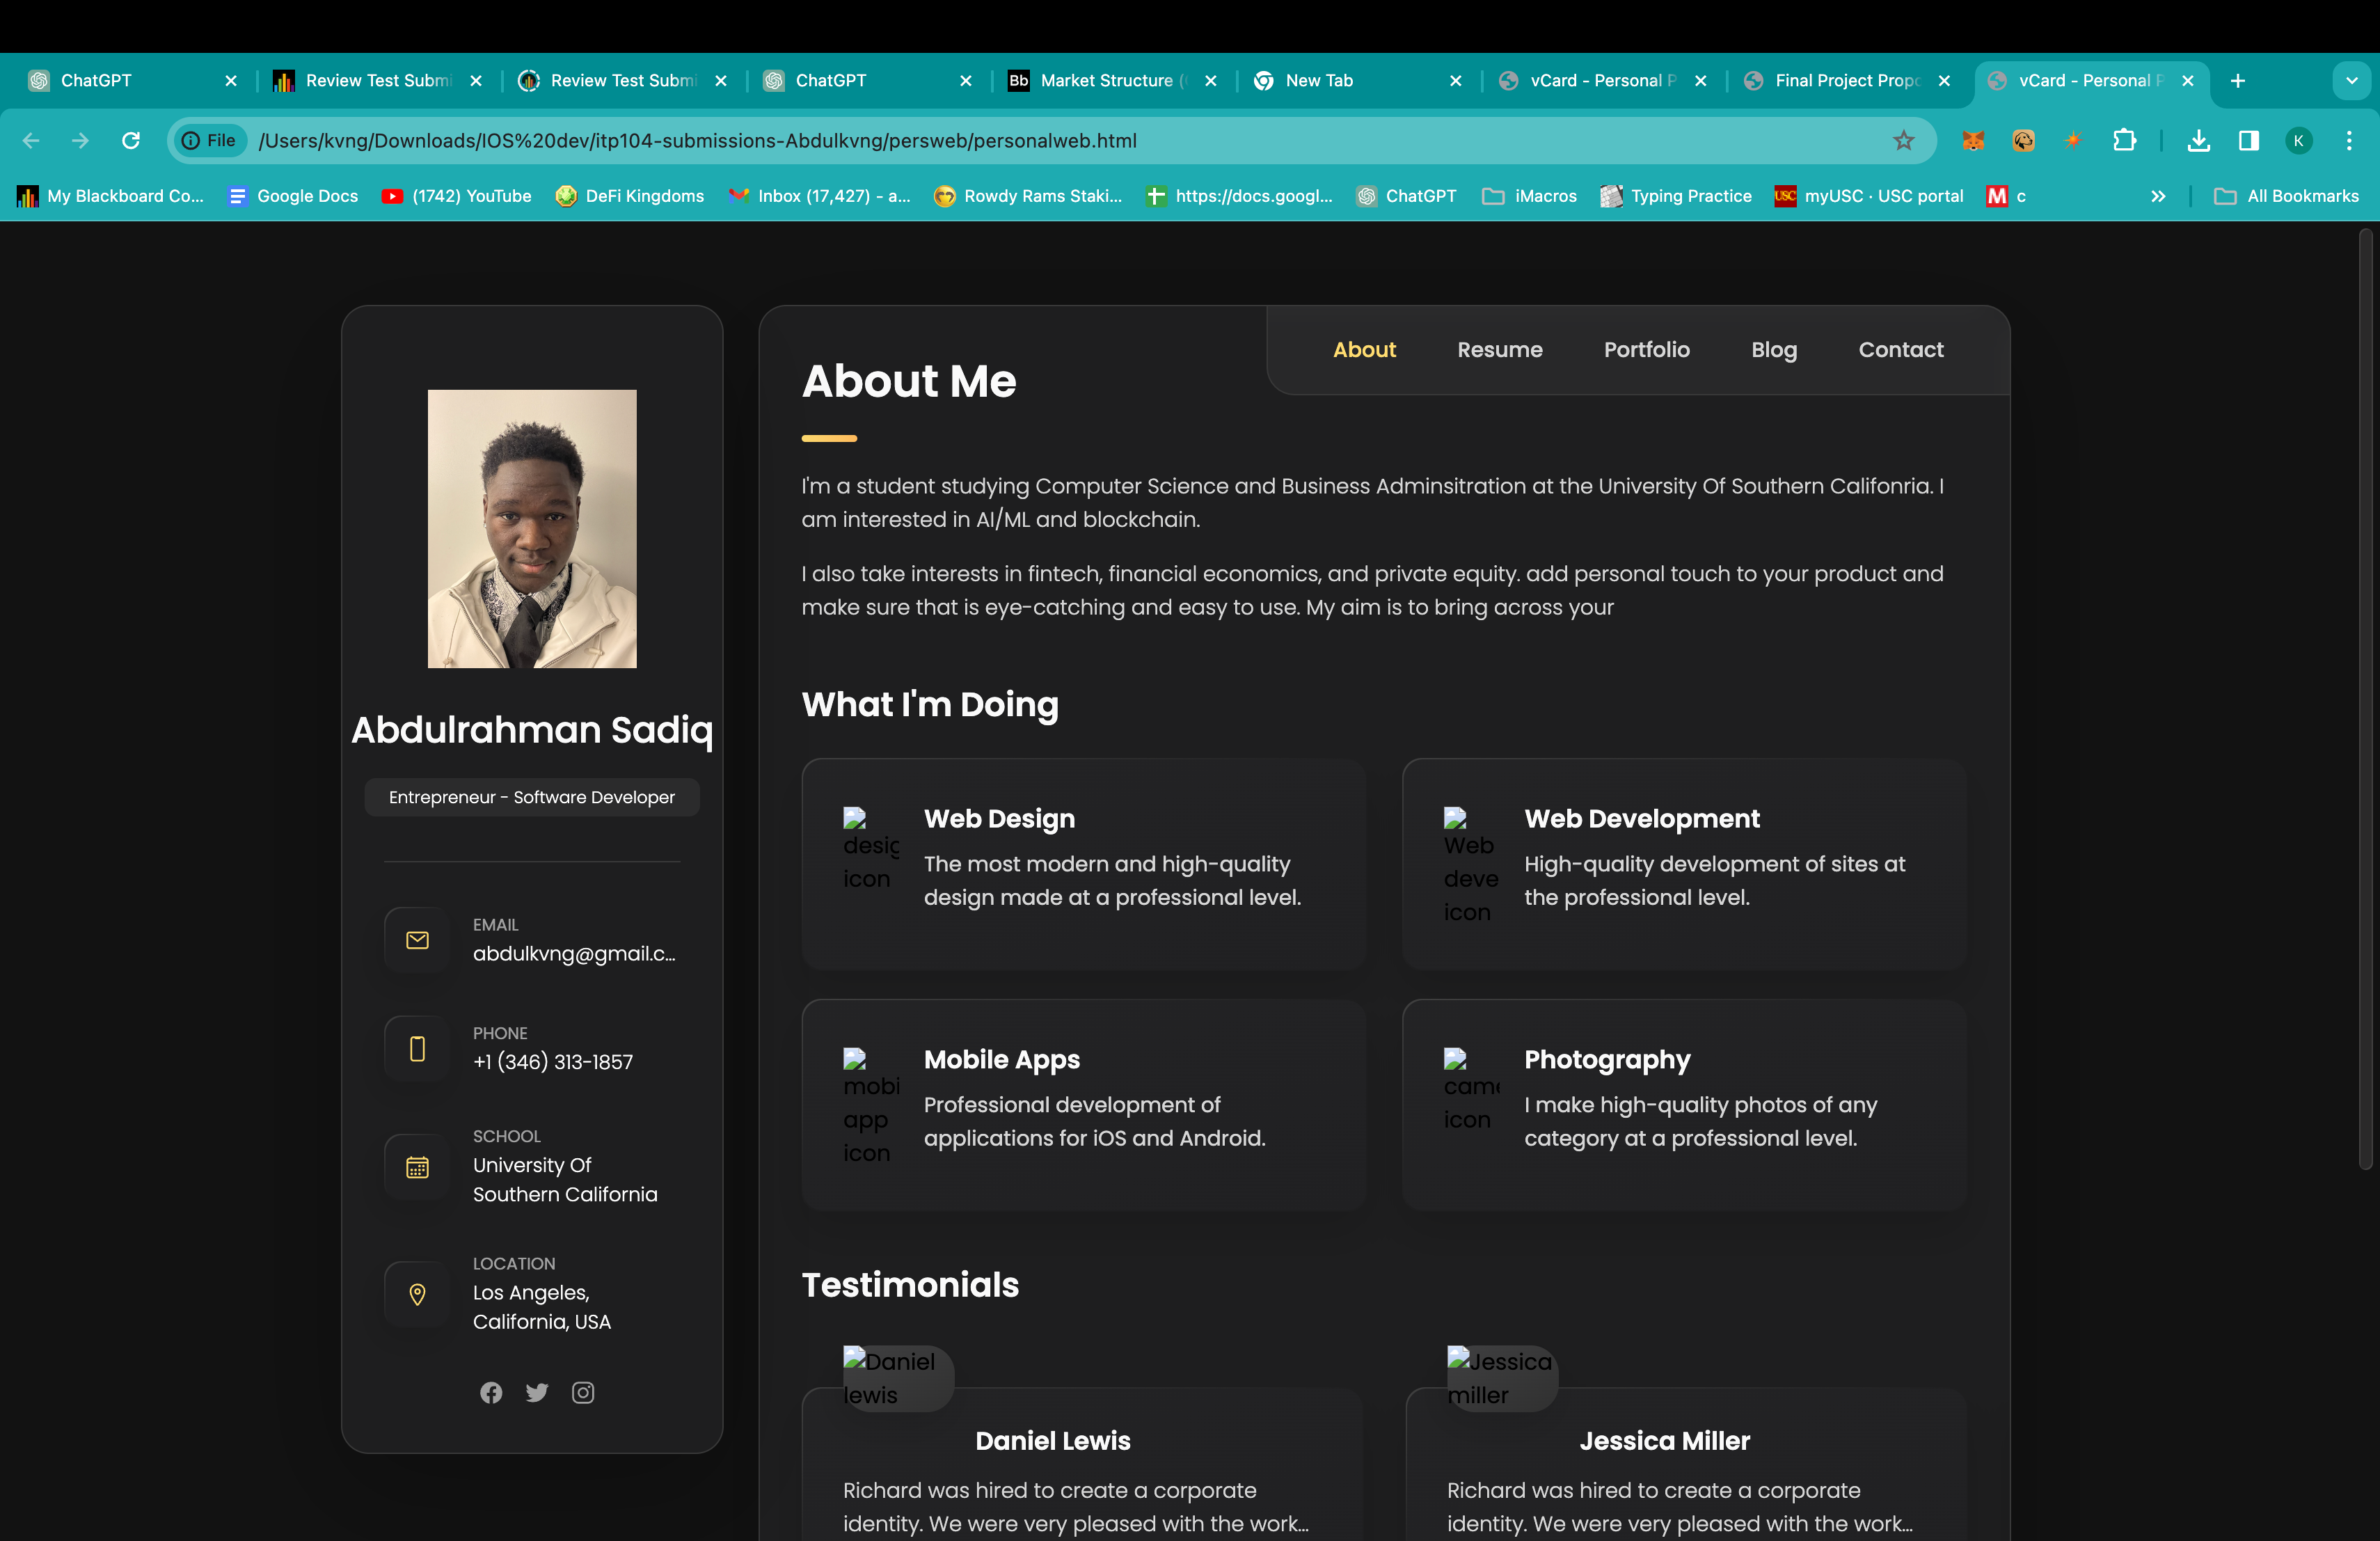 ChatGPT
Review Test Submi
Review Test Submi
ChatGPT
Market Structure (
New Tab
vCard - Personal P
Final Project Propo
vCard - Personal P
File
/Users/kvng/Downloads/IOS%20dev/itp104-submissions-Abdulkvng/persweb/personalweb.html
K
My Blackboard Co...
Google Docs
(1742) YouTube
DeFi Kingdoms
Inbox (17,427) - a...
Rowdy Rams Staki...
https://docs.googl...
ChatGPT
iMacros
Typing Practice
myUSC · USC portal
c
All Bookmarks
Abdulrahman Sadiq
Entrepreneur - Software Developer
EMAIL
abdulkvng@gmail.c...
PHONE
+1 (346) 313-1857
SCHOOL
University Of
Southern California
LOCATION
Los Angeles,
California, USA
About
Resume
Portfolio
Blog
Contact
About Me
I'm a student studying Computer Science and Business Adminsitration at the University Of Southern Califonria. I
am interested in AI/ML and blockchain.
I also take interests in fintech, financial economics, and private equity. add personal touch to your product and
make sure that is eye-catching and easy to use. My aim is to bring across your
What I'm Doing
desig
icon
Web Design
The most modern and high-quality
design made at a professional level.
Web
deve
icon
Web Development
High-quality development of sites at
the professional level.
mobi
app
icon
Mobile Apps
Professional development of
applications for iOS and Android.
came
icon
Photography
I make high-quality photos of any
category at a professional level.
Testimonials
Daniel
lewis
Daniel Lewis
Richard was hired to create a corporate
identity. We were very pleased with the work...
Jessica
miller
Jessica Miller
Richard was hired to create a corporate
identity. We were very pleased with the work...